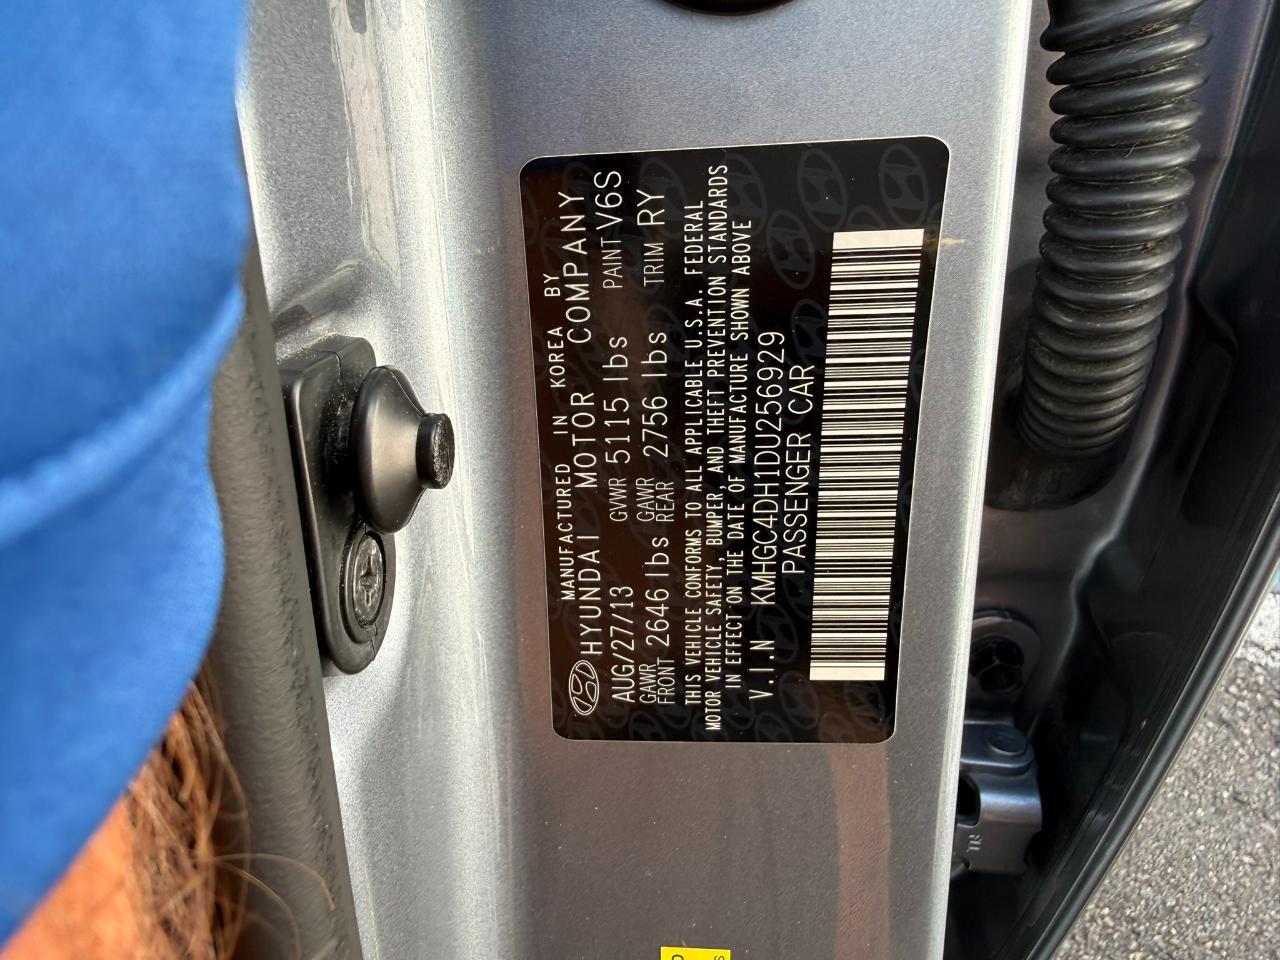 MANUFACTURED IN KOREA BY
HYUNDAI MOTOR COMPANY
AUG/27/13 GVWR 5115 lbs PAINT V6S
GAWR FRONT 2646 lbs GAWR REAR 2756 lbs TRIM RY
THIS VEHICLE CONFORMS TO ALL APPLICABLE U.S.A. FEDERAL
MOTOR VEHICLE SAFETY, BUMPER, AND THEFT PREVENTION STANDARDS
IN EFFECT ON THE DATE OF MANUFACTURE SHOWN ABOVE
V.I.N KMHGC4DH1DU256929
PASSENGER CAR